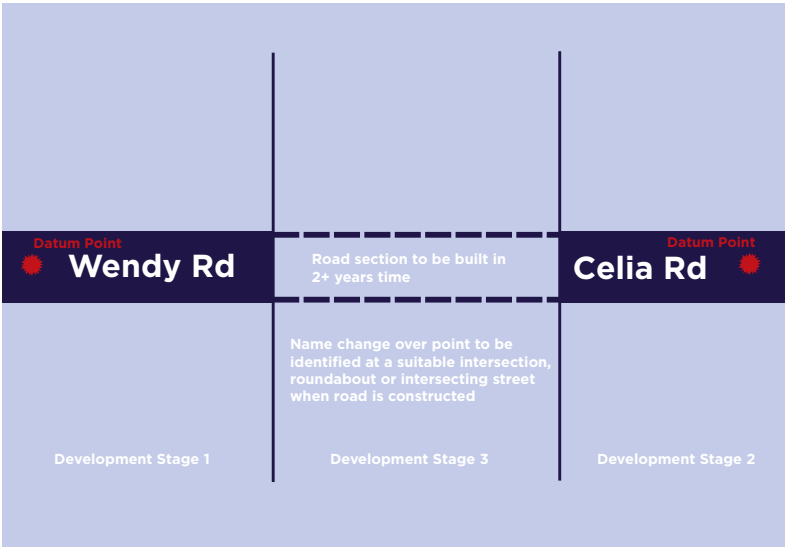 Datum Point
Wendy Rd
Road section to be built in
2+ years time
Datum Point
Celia Rd
Name change over point to be
identified at a suitable intersection,
roundabout or intersecting street
when road is constructed
Development Stage 1
Development Stage 3
Development Stage 2